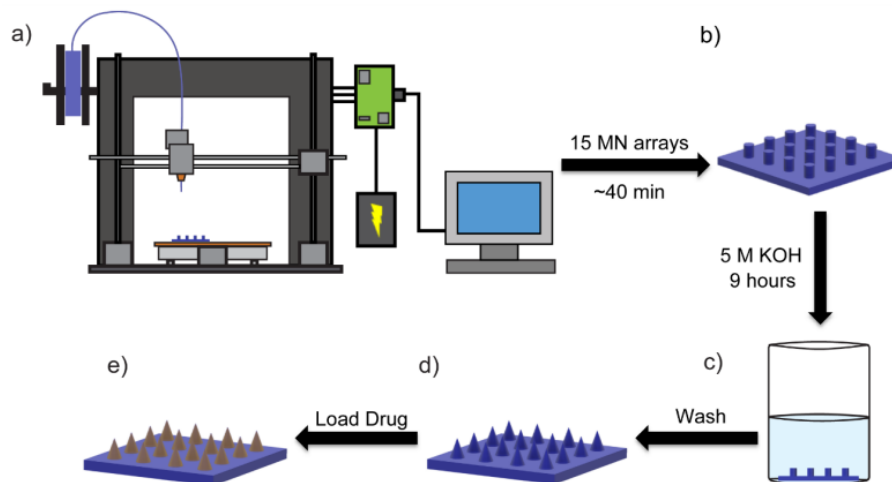 a)
b)
15 MN arrays
~40 min
5 M KOH
9 hours
c)
Wash
d)
Load Drug
e)